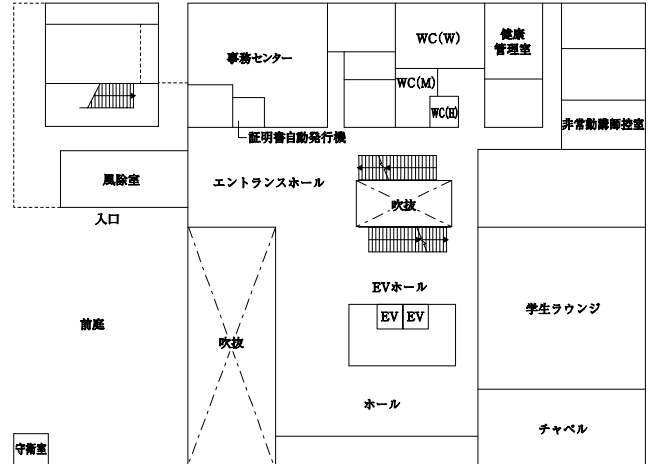 事務センター
WC(W)
健康
管理室
WC(M)
WC(H)
証明書自動発行機
非常勤講師控室
風除室
エントランスホール
吹抜
入口
EVホール
学生ラウンジ
EV
EV
前庭
吹抜
ホール
チャペル
守衛室